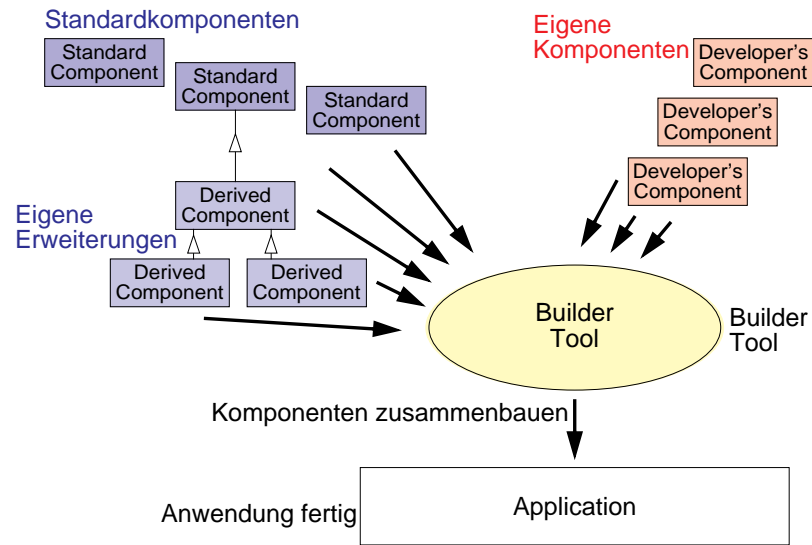 Standardkomponenten
Standard
Component
Standard
Component
Standard
Component
Eigene
Komponenten
Developer's
Component
Developer's
Component
Developer's
Component
Derived
Component
Eigene
Erweiterungen
Derived
Component
Derived
Component
Builder
Tool
Builder
Tool
Komponenten zusammenbauen
Anwendung fertig
Application